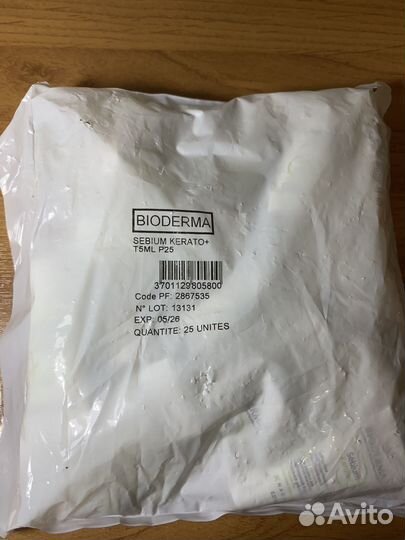 BIODERMA
SEBIUM KERATO+
T5ML P25
3701129805800
Code PF: 2867535
N° LOT: 13131
EXP: 05/26
QUANTITE: 25 UNITES
Avito